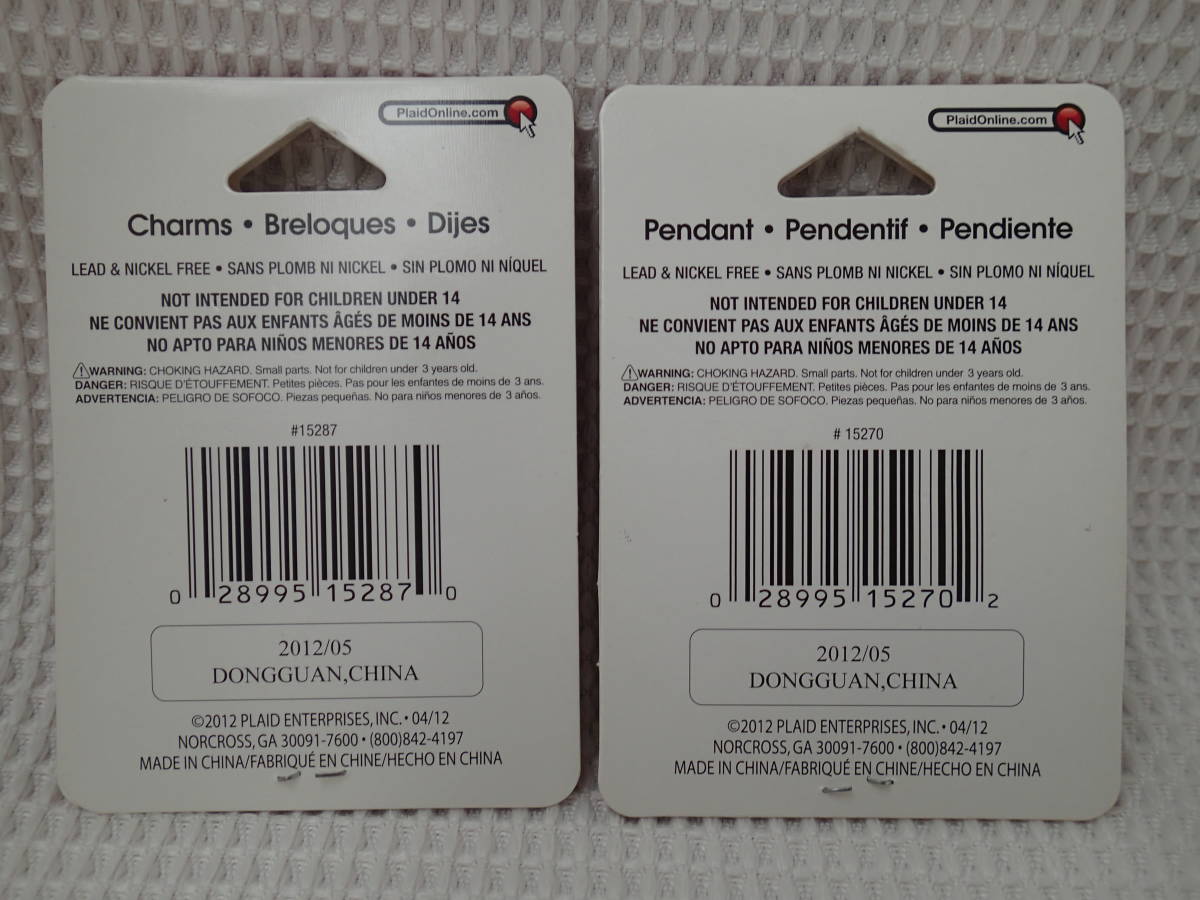 PlaidOnline.com
Charms • Breloques • Dijes
LEAD & NICKEL FREE • SANS PLOMB NI NICKEL • SIN PLOMO NI NÍQUEL
NOT INTENDED FOR CHILDREN UNDER 14
NE CONVIENT PAS AUX ENFANTS ÂGÉS DE MOINS DE 14 ANS
NO APTO PARA NIÑOS MENORES DE 14 AÑOS
WARNING: CHOKING HAZARD. Small parts. Not for children under 3 years old.
DANGER: RISQUE D'ÉTOUFFEMENT. Petites pièces. Pas pour les enfantes de moins de 3 ans.
ADVERTENCIA: PELIGRO DE SOFOCO. Piezas pequeñas. No para niños menores de 3 años.
#15287
0 28995 15287 0
2012/05
DONGGUAN,CHINA
©2012 PLAID ENTERPRISES, INC. • 04/12
NORCROSS, GA 30091-7600 • (800)842-4197
MADE IN CHINA/FABRIQUÉ EN CHINE/HECHO EN CHINA
PlaidOnline.com
Pendant • Pendentif • Pendiente
LEAD & NICKEL FREE • SANS PLOMB NI NICKEL • SIN PLOMO NI NÍQUEL
NOT INTENDED FOR CHILDREN UNDER 14
NE CONVIENT PAS AUX ENFANTS ÂGÉS DE MOINS DE 14 ANS
NO APTO PARA NIÑOS MENORES DE 14 AÑOS
WARNING: CHOKING HAZARD. Small parts. Not for children under 3 years old.
DANGER: RISQUE D'ÉTOUFFEMENT. Petites pièces. Pas pour les enfantes de moins de 3 ans.
ADVERTENCIA: PELIGRO DE SOFOCO. Piezas pequeñas. No para niños menores de 3 años.
# 15270
0 28995 15270 2
2012/05
DONGGUAN,CHINA
©2012 PLAID ENTERPRISES, INC. • 04/12
NORCROSS, GA 30091-7600 • (800)842-4197
MADE IN CHINA/FABRIQUÉ EN CHINE/HECHO EN CHINA